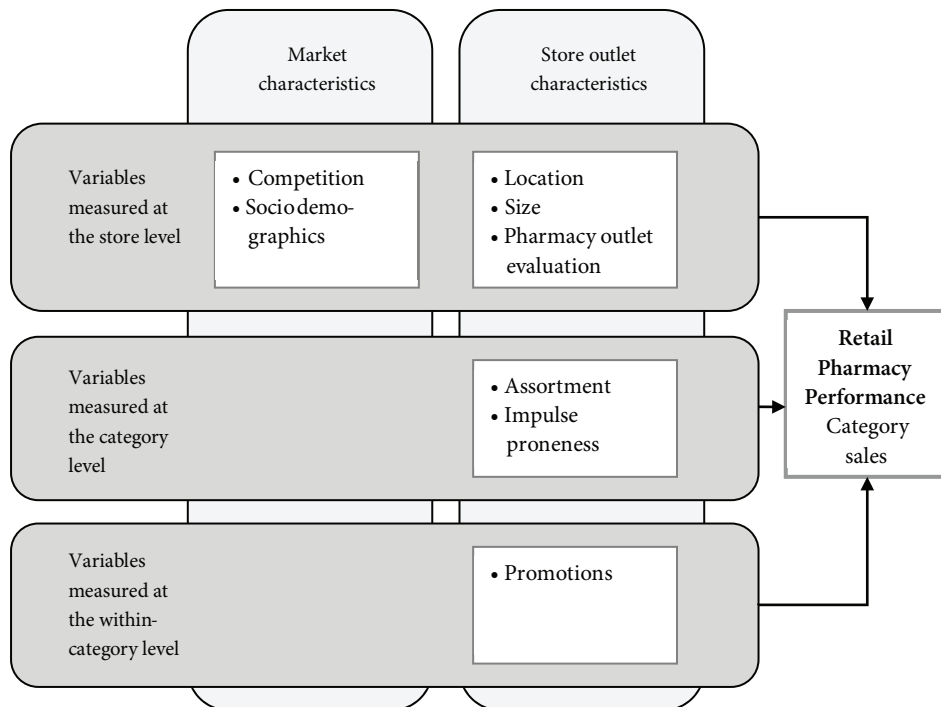 Market
characteristics
Store outlet
characteristics
Variables
measured at
the store level
• Competition
• Sociodemo-
graphics
• Location
• Size
• Pharmacy outlet
evaluation
Variables
measured at
the category
level
• Assortment
• Impulse
proneness
Variables
measured at
the within-
category level
• Promotions
Retail
Pharmacy
Performance
Category
sales